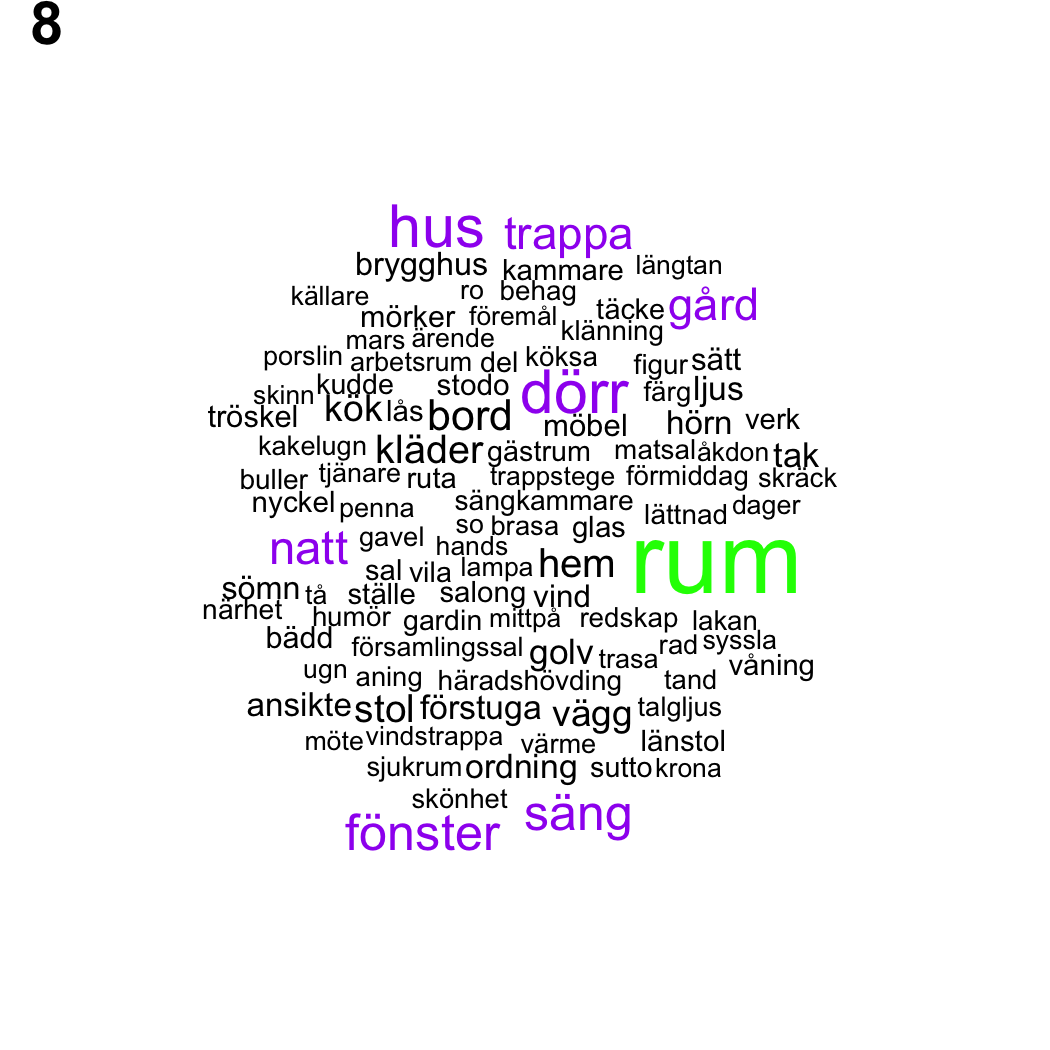 8
hus trappa
brygghus kammare längtan
källare ro behag
mörker föremål täcke gård
mars ärende klänning
porslin arbetsrum del köksa figur sätt
skinn kudde stodo dörr färg ljus
tröskel kök lås bord möbel hörn verk
kakelugn kläder gästrum matsal åkdon tak
buller tjänare ruta trappstege förmiddag skräck
nyckel penna sängkammare lättnad dager
natt gavel so brasa glas
hands hem rum
sal vila lampa
sömn tå ställe salong vind
närhet humör gardin mittpå redskap lakan
bädd församlingssal golv trasa rad syssla
ugn aning häradshövding tand våning
ansikte stol förstuga vägg talgljus
möte vindstrappa värme länstol
sjukrum ordning sutto krona
skönhet säng
fönster